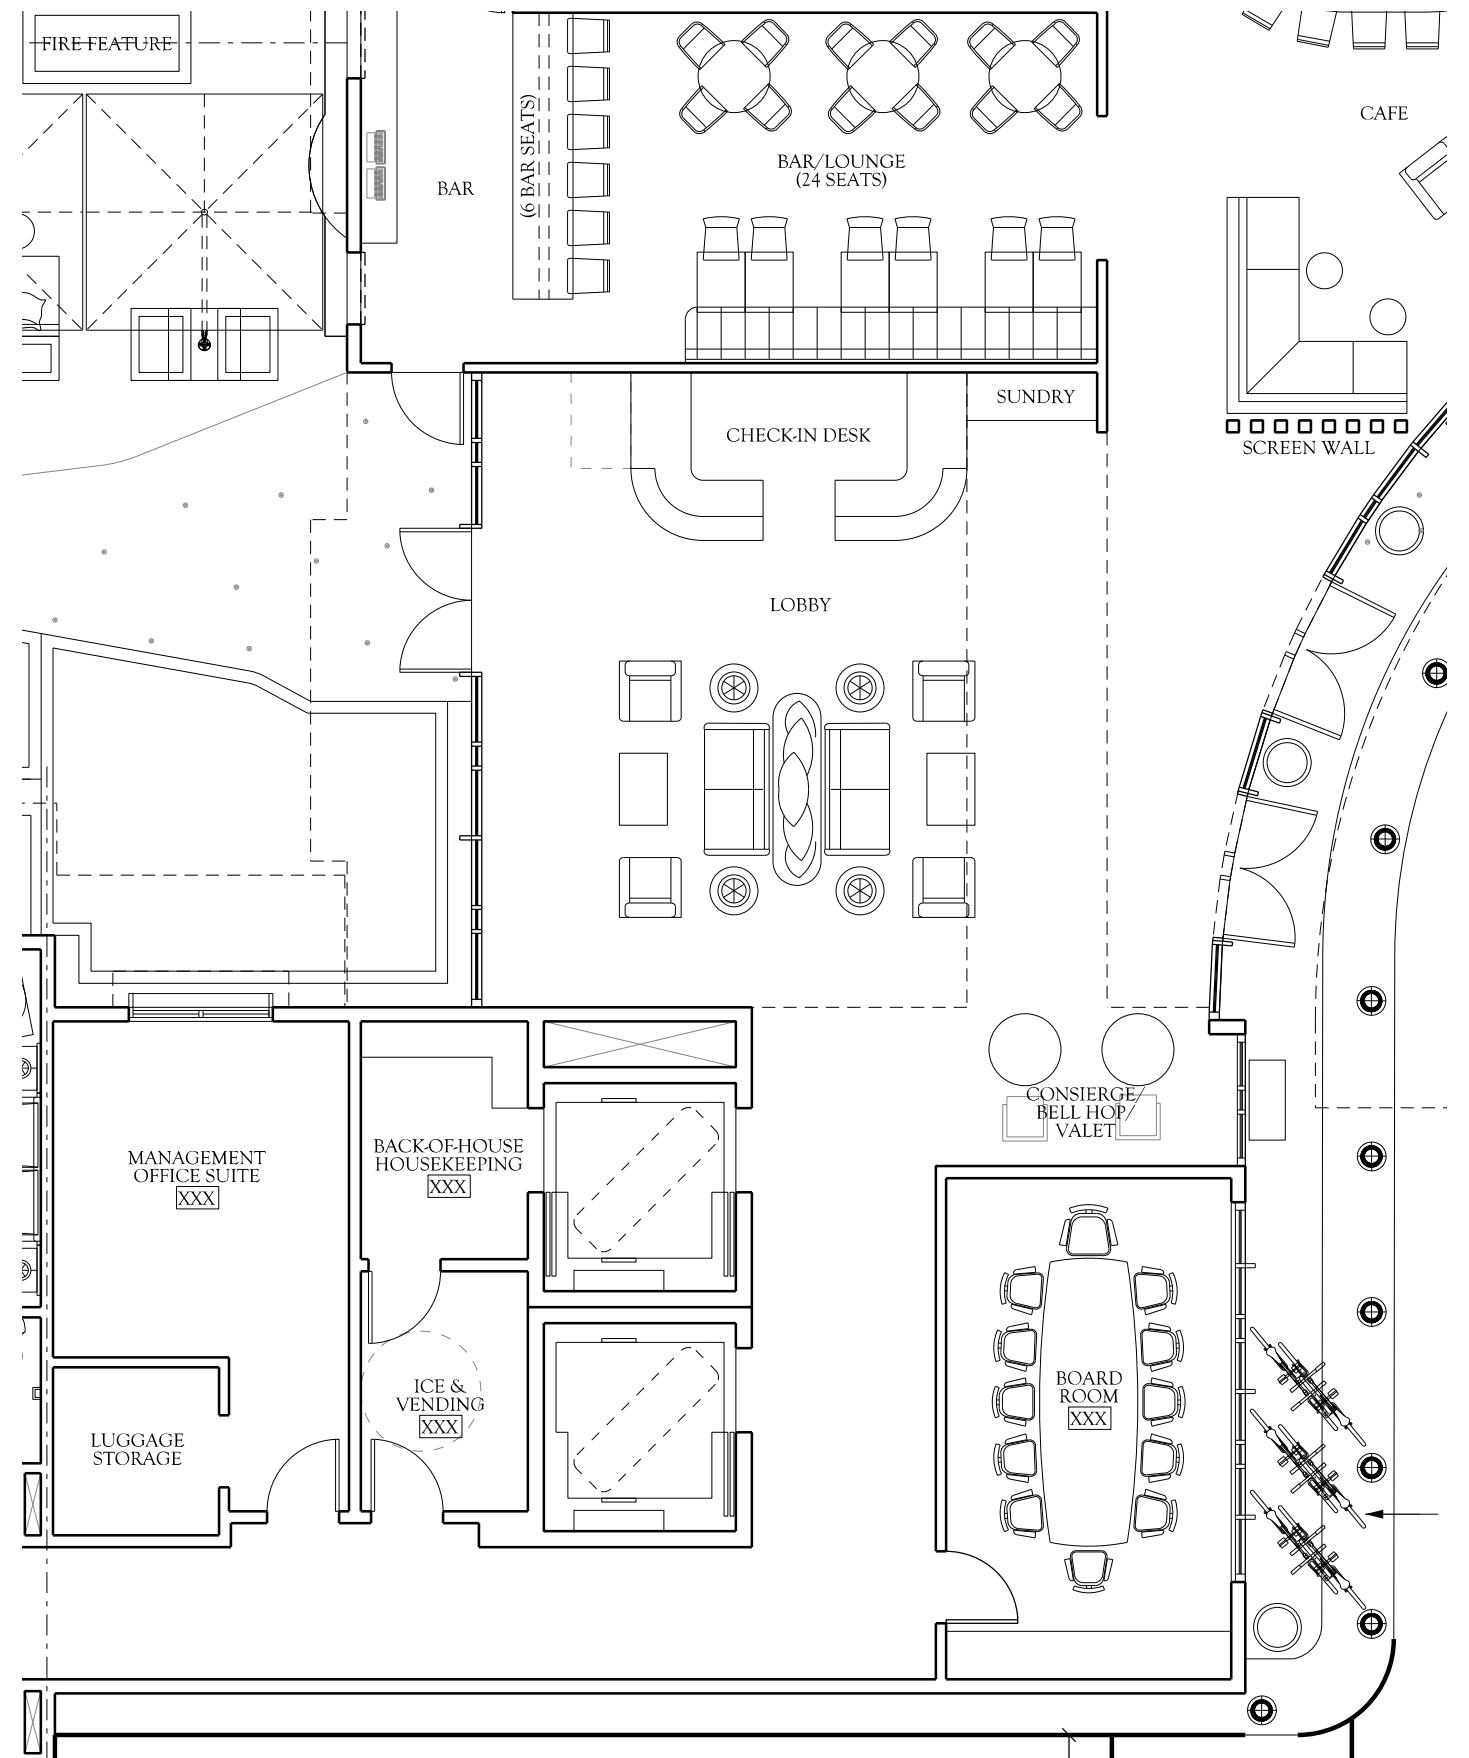 FIRE FEATURE
CAFE
(6 BAR SEATS)
BAR/LOUNGE
(24 SEATS)
BAR
SUNDRY
CHECK-IN DESK
SCREEN WALL
LOBBY
CONSIERGE/
BELL HOP/
VALET
MANAGEMENT
OFFICE SUITE
XXX
BACK-OF-HOUSE
HOUSEKEEPING
XXX
ICE &
VENDING
XXX
BOARD
ROOM
XXX
LUGGAGE
STORAGE